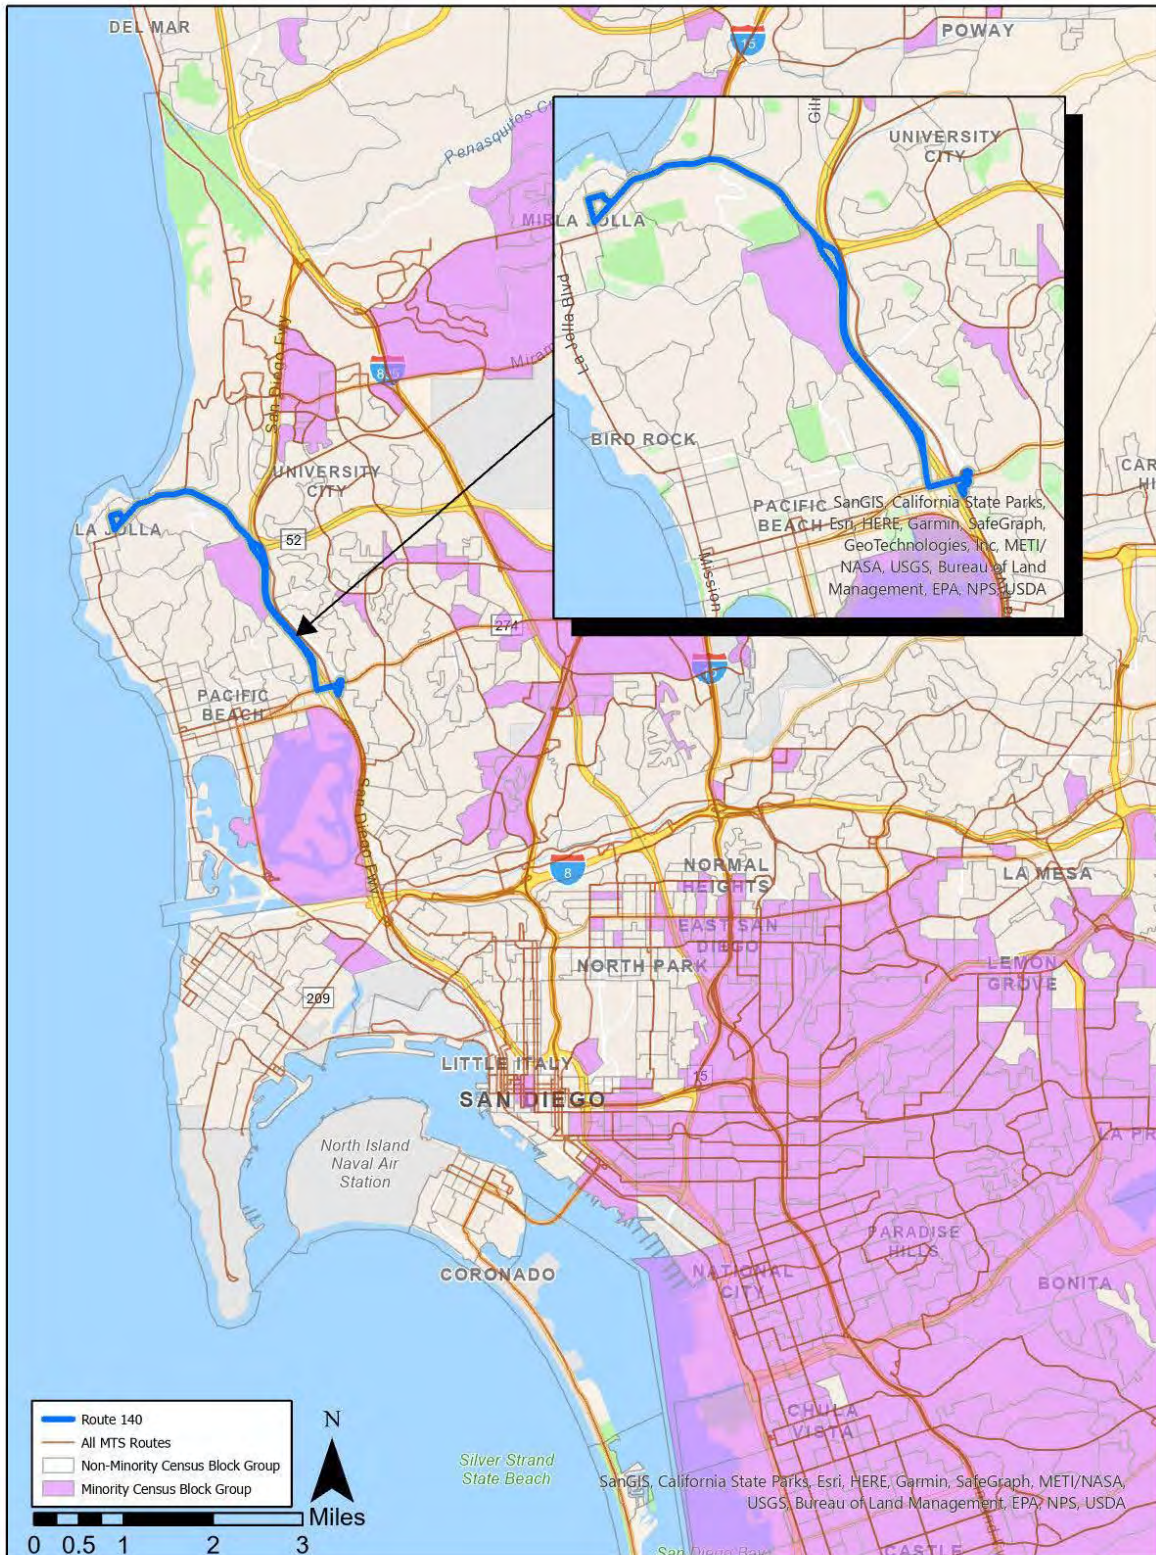 DEL MAR
15
POWAY
Penasquitos
UNIVERSITY
CITY
LA JOLLA
La Jolla Blvd
BIRD ROCK
PACIFIC
BEACH
Mission
SanGIS, California State Parks,
Esri, HERE, Garmin, SafeGraph,
GeoTechnologies, Inc, METI/
NASA, USGS, Bureau of Land
Management, EPA, NPS, USDA
San Diego Fwy
UNIVERSITY
CITY
LA JOLLA
52
274
PACIFIC
BEACH
San Diego Fwy
8
NORMAL
HEIGHTS
LA MESA
EAST SAN
DIEGO
NORTH PARK
LEMON
GROVE
209
LITTLE ITALY
15
SAN DIEGO
North Island
Naval Air
Station
PARADISE
HILLS
CORONADO
NATIONAL
CITY
BONITA
CHULA
VISTA
Silver Strand
State Beach
Route 140
All MTS Routes
Non-Minority Census Block Group
Minority Census Block Group
N
Miles
0 0.5 1 2 3
SanGIS, California State Parks, Esri, HERE, Garmin, SafeGraph, METI/NASA,
USGS, Bureau of Land Management, EPA, NPS, USDA
San Diego Bay
CASTLE